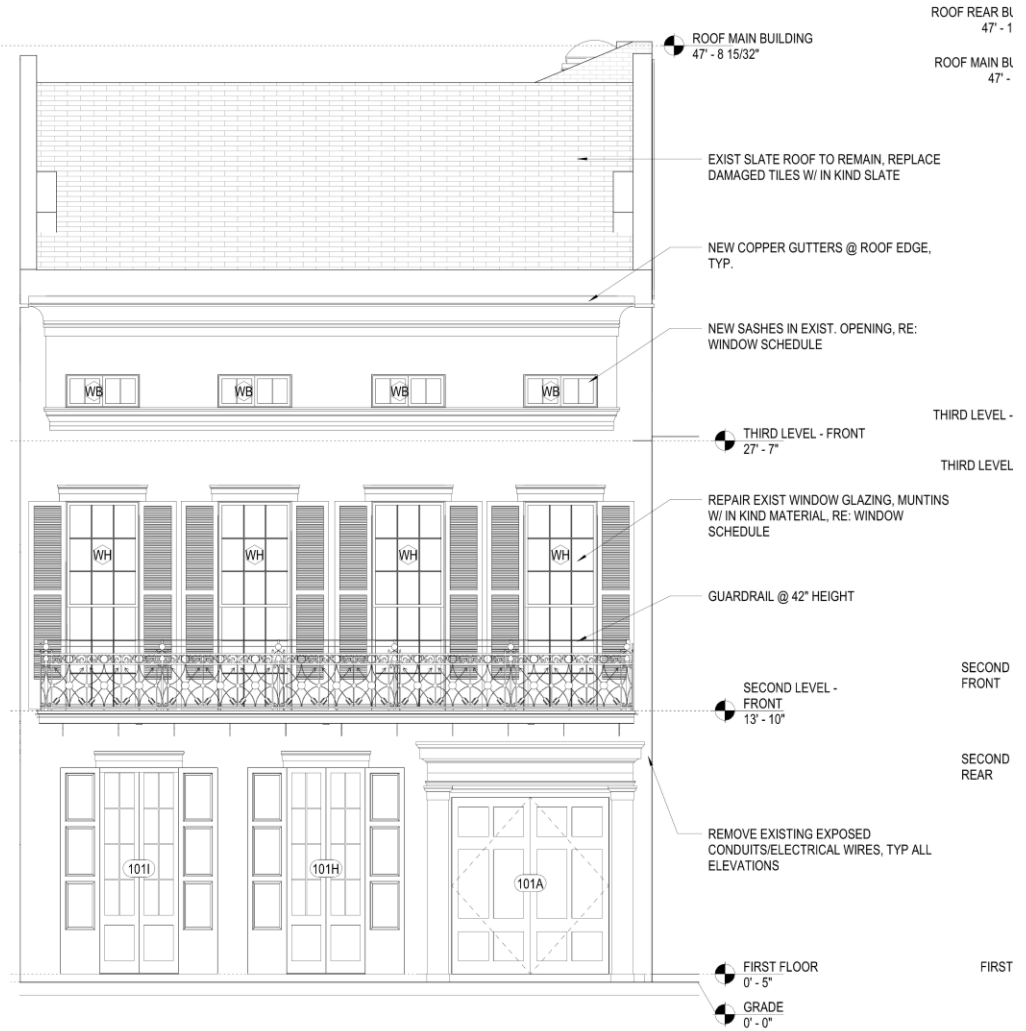 ROOF REAR BU
47' - 1
ROOF MAIN BUILDING
47' - 8 15/32"
ROOF MAIN BU
47' -
EXIST SLATE ROOF TO REMAIN, REPLACE
DAMAGED TILES W/ IN KIND SLATE
NEW COPPER GUTTERS @ ROOF EDGE,
TYP.
NEW SASHES IN EXIST. OPENING, RE:
WINDOW SCHEDULE
WB WB WB WB
THIRD LEVEL -
THIRD LEVEL - FRONT
27' - 7"
THIRD LEVEL
REPAIR EXIST WINDOW GLAZING, MUNTINS
W/ IN KIND MATERIAL, RE: WINDOW
SCHEDULE
WH WH WH WH
GUARDRAIL @ 42" HEIGHT
SECOND
FRONT
SECOND LEVEL -
FRONT
13' - 10"
SECOND
REAR
REMOVE EXISTING EXPOSED
CONDUITS/ELECTRICAL WIRES, TYP ALL
ELEVATIONS
101I 101H 101A
FIRST FLOOR
0' - 5"
FIRST
GRADE
0' - 0"